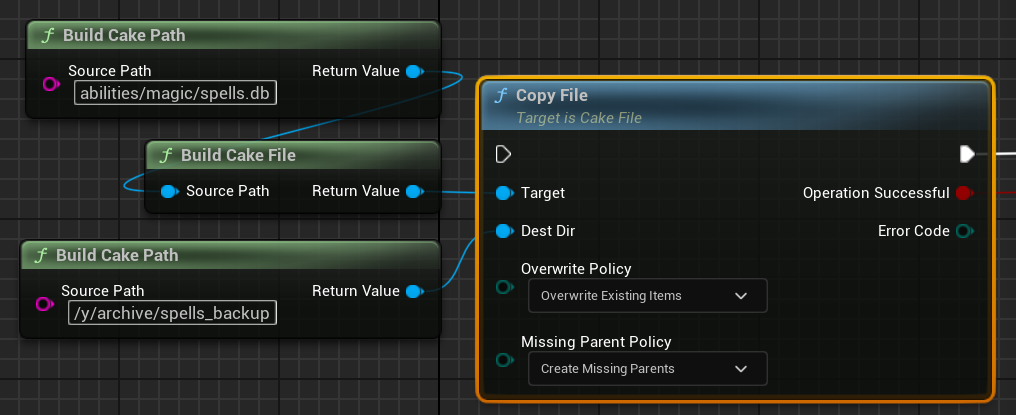 Build Cake Path
Source Path
Return Value
abilities/magic/spells.db
Build Cake File
Source Path
Return Value
Build Cake Path
Source Path
Return Value
/y/archive/spells_backup
Copy File
Target is Cake File
Target
Operation Successful
Dest Dir
Error Code
Overwrite Policy
Overwrite Existing Items
Missing Parent Policy
Create Missing Parents